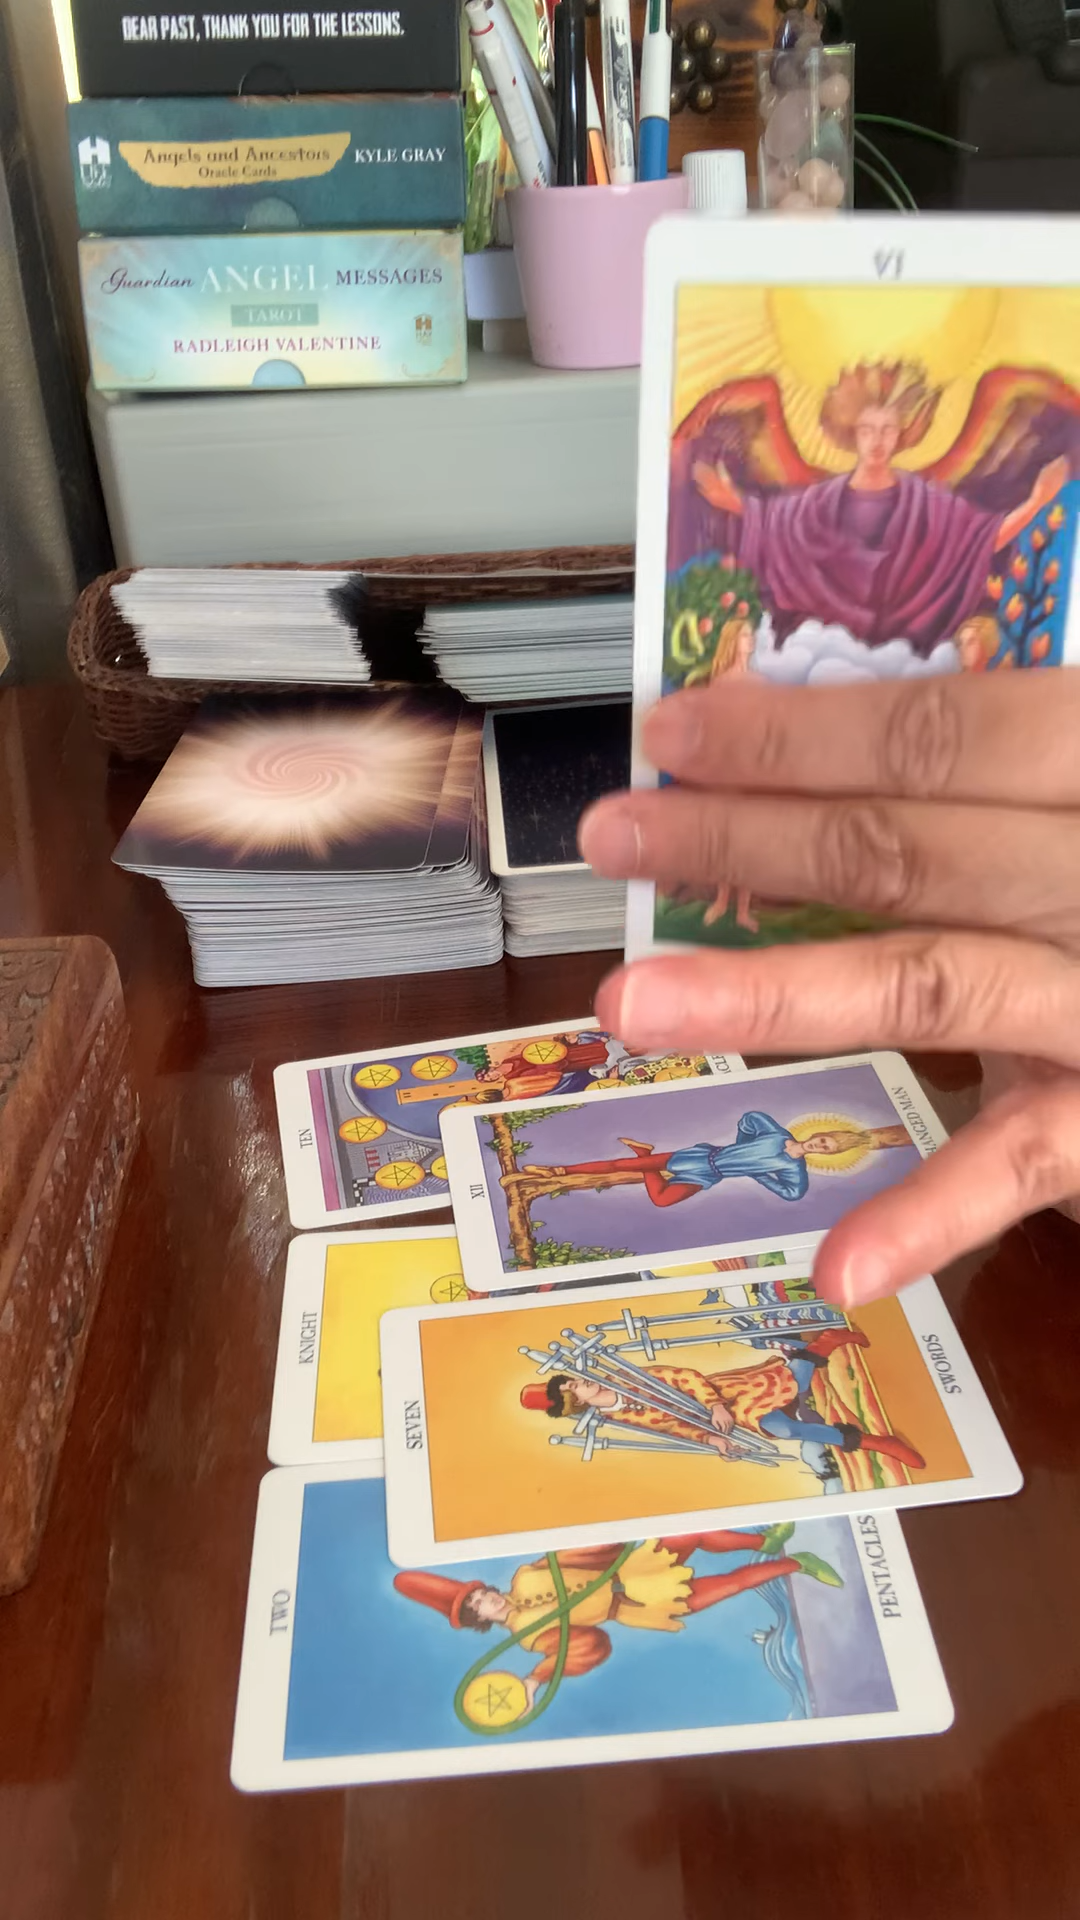 DEAR PAST, THANK YOU FOR THE LESSONS.
Angels and Ancestors
Oracle Cards
KYLE GRAY
Guardian ANGEL MESSAGES
TAROT
RADLEIGH VALENTINE
VI
TEN
XII
HANGED MAN
KNIGHT
SEVEN
SWORDS
TWO
PENTACLES